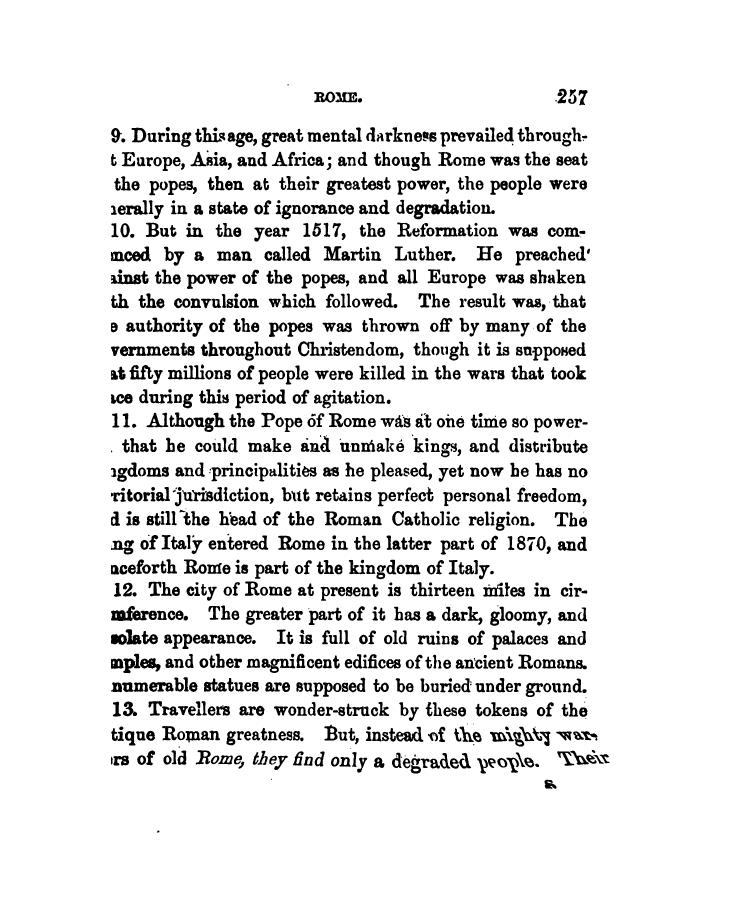 ROME. 257
9. During this age, great mental darkness prevailed through-
t Europe, Asia, and Africa; and though Rome was the seat
the popes, then at their greatest power, the people were
nerally in a state of ignorance and degradation.
10. But in the year 1517, the Reformation was com-
nced by a man called Martin Luther. He preached
ainst the power of the popes, and all Europe was shaken
th the convulsion which followed. The result was, that
e authority of the popes was thrown off by many of the
vernments throughout Christendom, though it is supposed
at fifty millions of people were killed in the wars that took
ace during this period of agitation.
11. Although the Pope of Rome was at one time so power-
that he could make and unmake kings, and distribute
ngdoms and principalities as he pleased, yet now he has no
ritorial jurisdiction, but retains perfect personal freedom,
d is still the head of the Roman Catholic religion. The
ng of Italy entered Rome in the latter part of 1870, and
nceforth Rome is part of the kingdom of Italy.
12. The city of Rome at present is thirteen miles in cir-
mference. The greater part of it has a dark, gloomy, and
solate appearance. It is full of old ruins of palaces and
mples, and other magnificent edifices of the ancient Romans.
numerable statues are supposed to be buried under ground.
13. Travellers are wonder-struck by these tokens of the
tique Roman greatness. But, instead of the mighty war-
rs of old Rome, they find only a degraded people. Their